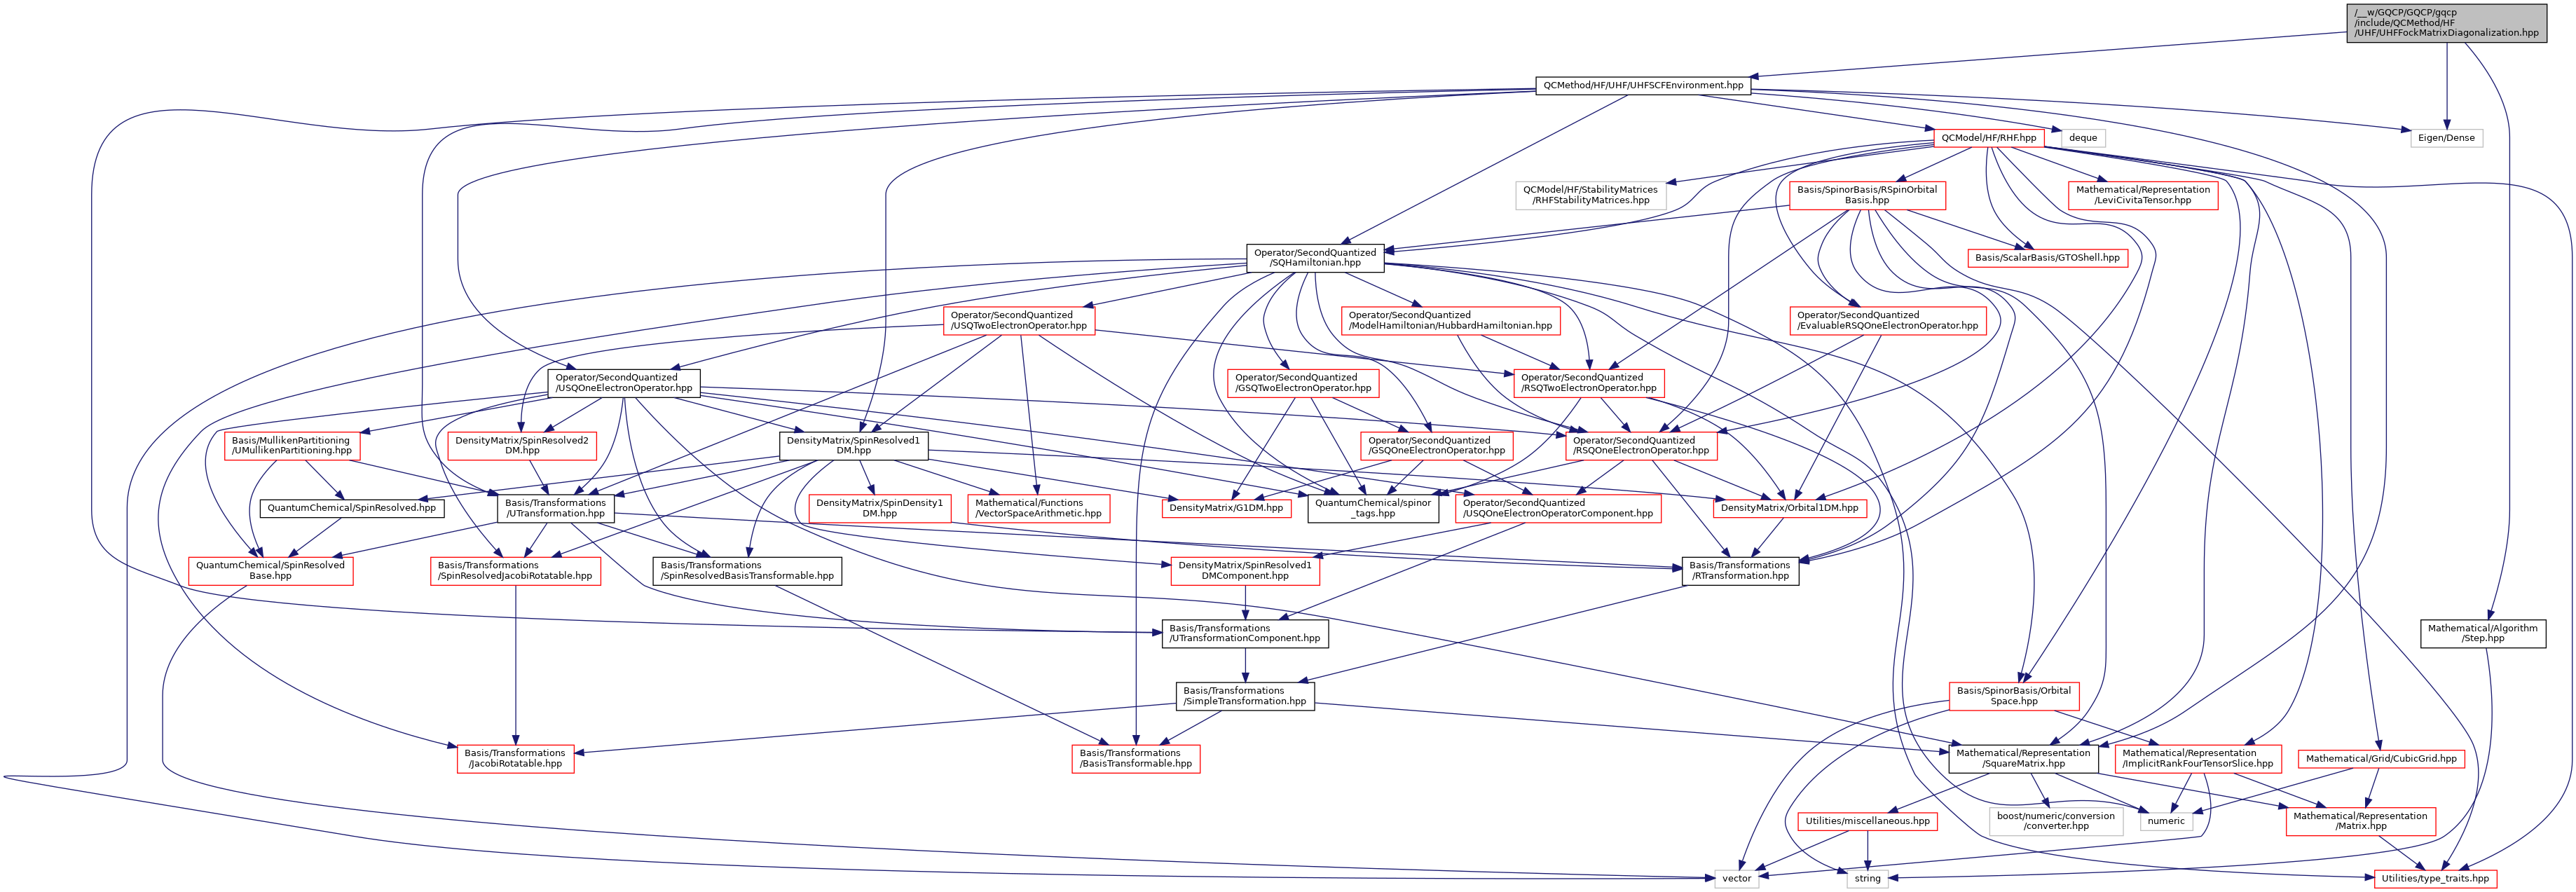 /__w/GQCP/GQCP/gqcp
/include/QCMethod/HF
/UHF/UHFFockMatrixDiagonalization.hpp
QCMethod/HF/UHF/UHFSCFEnvironment.hpp
QCModel/HF/RHF.hpp
deque
Eigen/Dense
QCModel/HF/StabilityMatrices
/RHFStabilityMatrices.hpp
Basis/SpinorBasis/RSpinOrbital
Basis.hpp
Mathematical/Representation
/LeviCivitaTensor.hpp
Operator/SecondQuantized
/SQHamiltonian.hpp
Basis/ScalarBasis/GTOShell.hpp
Operator/SecondQuantized
/USQTwoElectronOperator.hpp
Operator/SecondQuantized
/ModelHamiltonian/HubbardHamiltonian.hpp
Operator/SecondQuantized
/EvaluableRSQOneElectronOperator.hpp
Operator/SecondQuantized
/USQOneElectronOperator.hpp
Operator/SecondQuantized
/GSQTwoElectronOperator.hpp
Operator/SecondQuantized
/RSQTwoElectronOperator.hpp
Basis/MullikenPartitioning
/UMullikenPartitioning.hpp
DensityMatrix/SpinResolved2
DM.hpp
DensityMatrix/SpinResolved1
DM.hpp
Operator/SecondQuantized
/GSQOneElectronOperator.hpp
Operator/SecondQuantized
/RSQOneElectronOperator.hpp
QuantumChemical/SpinResolved.hpp
Basis/Transformations
/UTransformation.hpp
DensityMatrix/SpinDensity1
DM.hpp
Mathematical/Functions
/VectorSpaceArithmetic.hpp
DensityMatrix/G1DM.hpp
QuantumChemical/spinor
_tags.hpp
Operator/SecondQuantized
/USQOneElectronOperatorComponent.hpp
DensityMatrix/Orbital1DM.hpp
QuantumChemical/SpinResolved
Base.hpp
Basis/Transformations
/SpinResolvedJacobiRotatable.hpp
Basis/Transformations
/SpinResolvedBasisTransformable.hpp
DensityMatrix/SpinResolved1
DMComponent.hpp
Basis/Transformations
/RTransformation.hpp
Basis/Transformations
/UTransformationComponent.hpp
Mathematical/Algorithm
/Step.hpp
Basis/Transformations
/SimpleTransformation.hpp
Basis/SpinorBasis/Orbital
Space.hpp
Basis/Transformations
/JacobiRotatable.hpp
Basis/Transformations
/BasisTransformable.hpp
Mathematical/Representation
/SquareMatrix.hpp
Mathematical/Representation
/ImplicitRankFourTensorSlice.hpp
Mathematical/Grid/CubicGrid.hpp
Utilities/miscellaneous.hpp
boost/numeric/conversion
/converter.hpp
numeric
Mathematical/Representation
/Matrix.hpp
vector
string
Utilities/type_traits.hpp